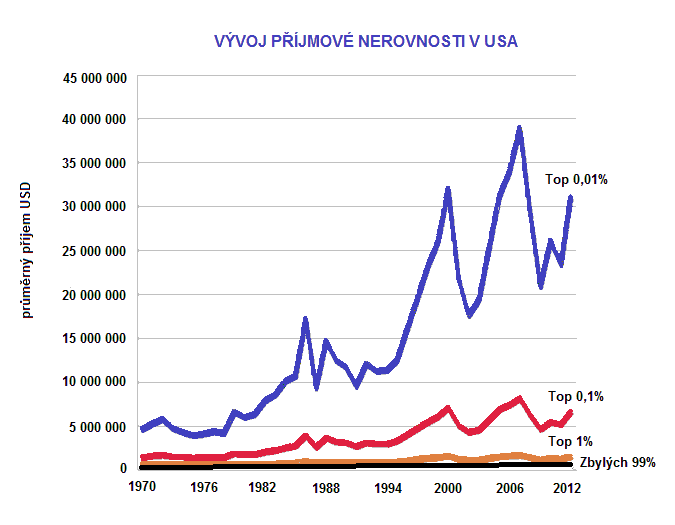 VÝVOJ PŘÍJMOVÉ NEROVNOSTI V USA
průměrný příjem USD
45 000 000
40 000 000
35 000 000
30 000 000
25 000 000
20 000 000
15 000 000
10 000 000
5 000 000
0
Top 0,01%
Top 0,1%
Top 1%
Zbylých 99%
1970 1976 1982 1988 1994 2000 2006 2012